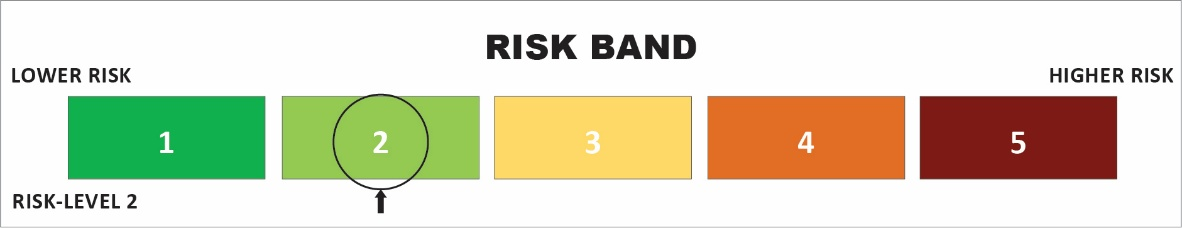 RISK BAND
LOWER RISK
HIGHER RISK
1
2
3
4
5
RISK-LEVEL 2